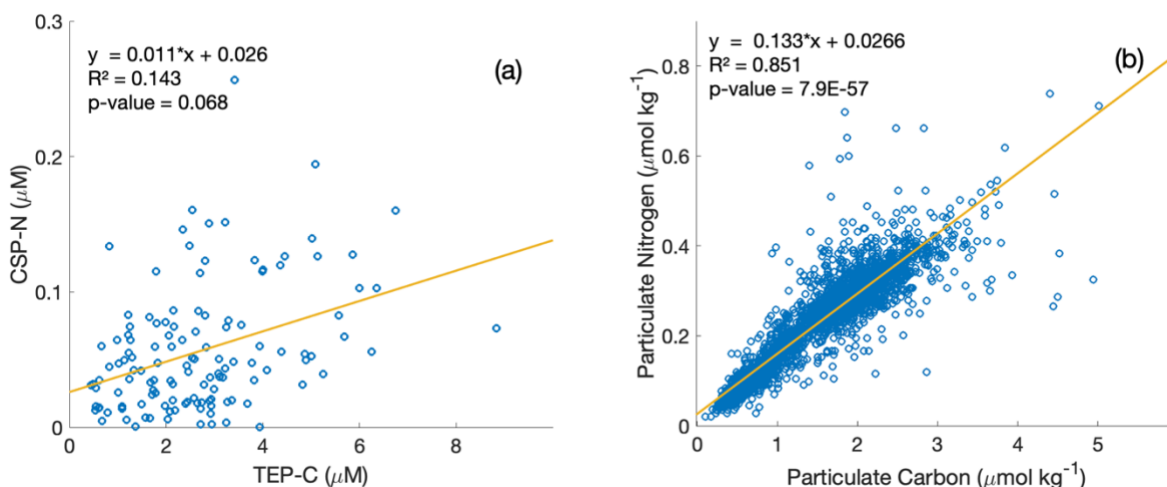 y = 0.011*x + 0.026
R² = 0.143
p-value = 0.068
(a)
0.3
0.2
0.1
0
CSP-N (μM)
0 2 4 6 8
TEP-C (μM)
y = 0.133*x + 0.0266
R² = 0.851
p-value = 7.9E-57
(b)
0.8
0.6
0.4
0.2
0
Particulate Nitrogen (μmol kg⁻¹)
0 1 2 3 4 5
Particulate Carbon (μmol kg⁻¹)